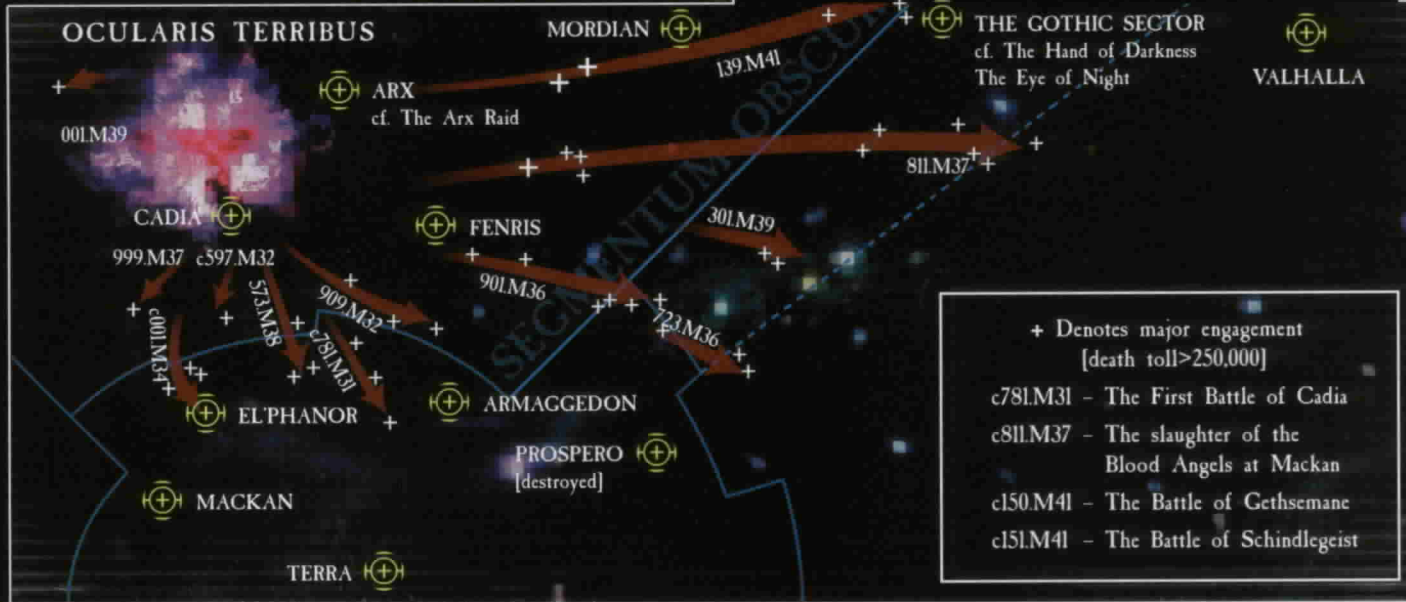 OCULARIS TERRIBUS
MORDIAN
139.M41
THE GOTHIC SECTOR
cf. The Hand of Darkness
The Eye of Night
VALHALLA
ARX
cf. The Arx Raid
001.M39
SEGMENTUM OBSCURUS
811.M37
CADIA
FENRIS
301.M39
999.M37
c597.M32
573.M38
909.M32
901.M36
723.M36
c001.M34
c781.M31
EL'PHANOR
ARMAGGEDON
PROSPERO
[destroyed]
MACKAN
TERRA
+ Denotes major engagement
[death toll>250,000]
c781.M31 – The First Battle of Cadia
c811.M37 – The slaughter of the
Blood Angels at Mackan
c150.M41 – The Battle of Gethsemane
c151.M41 – The Battle of Schindlegeist